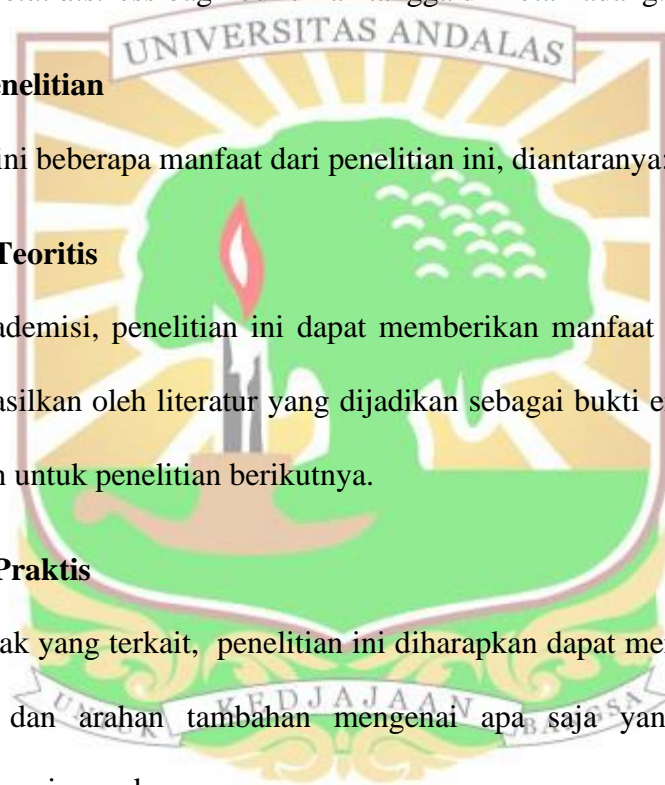 UNIVERSITAS ANDALAS
enelitian
ini beberapa manfaat dari penelitian ini, diantaranya:
Teoritis
ademisi, penelitian ini dapat memberikan manfaat
asilkan oleh literatur yang dijadikan sebagai bukti e
n untuk penelitian berikutnya.
Praktis
ak yang terkait, penelitian ini diharapkan dapat me
UNTUK KEDJAJAAN BANGSA
dan arahan tambahan mengenai apa saja yan